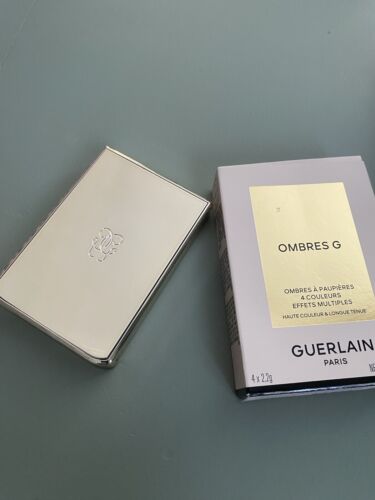 OMBRES G
OMBRES À PAUPIÈRES
4 COULEURS
EFFETS MULTIPLES
HAUTE COULEUR & LONGUE TENUE
GUERLAIN
PARIS
4 x 2.2g